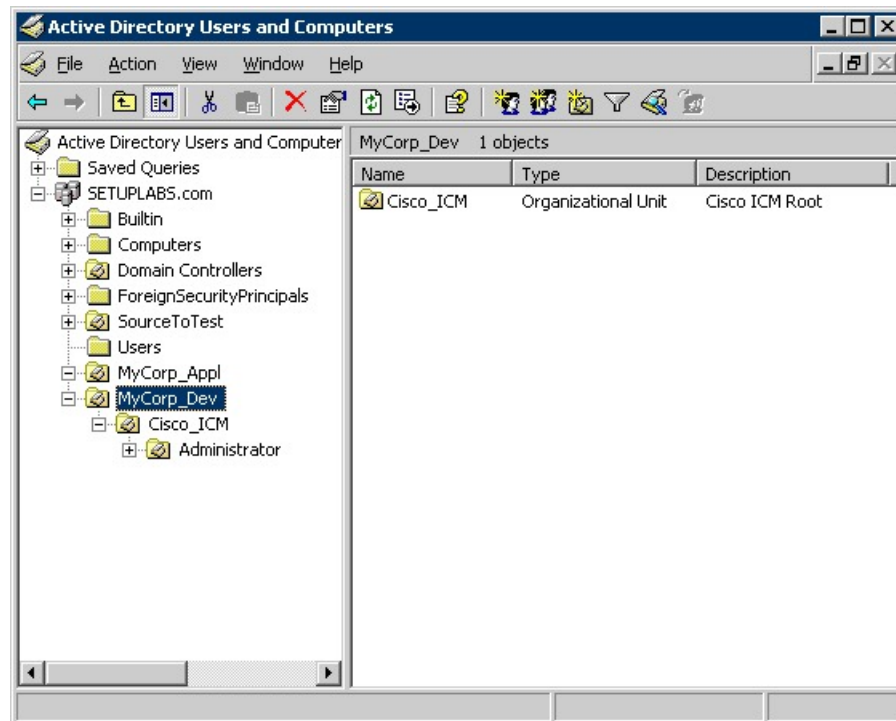 Active Directory Users and Computers
File Action View Window Help
Active Directory Users and Computer
Saved Queries
SETUPLABS.com
Builtin
Computers
Domain Controllers
ForeignSecurityPrincipals
SourceToTest
Users
MyCorp_Appl
MyCorp_Dev
Cisco_ICM
Administrator
MyCorp_Dev 1 objects
Name Type Description
Cisco_ICM Organizational Unit Cisco ICM Root